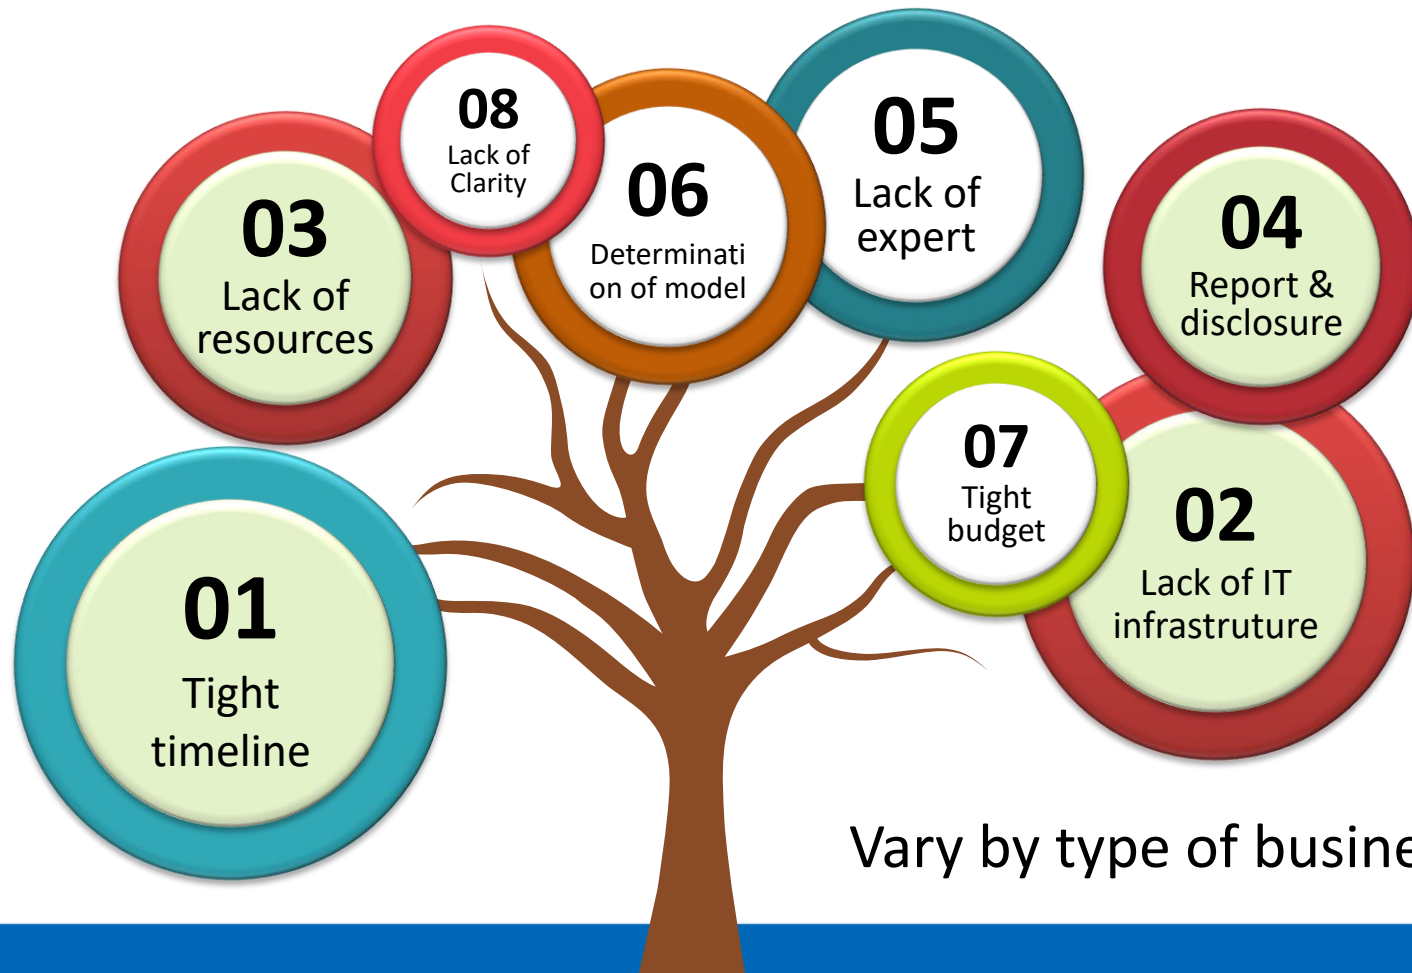 08
Lack of
Clarity
05
Lack of
expert
06
Determinati
on of model
03
Lack of
resources
04
Report &
disclosure
07
Tight
budget
02
Lack of IT
infrastruture
01
Tight
timeline
Vary by type of busine